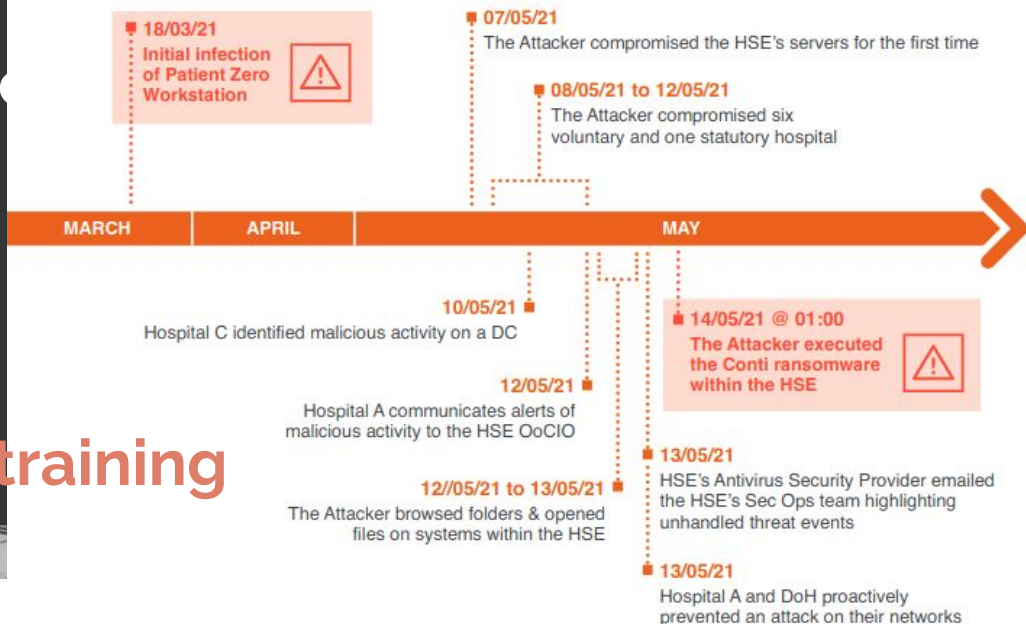 18/03/21
Initial infection
of Patient Zero
Workstation
07/05/21
The Attacker compromised the HSE's servers for the first time
08/05/21 to 12/05/21
The Attacker compromised six
voluntary and one statutory hospital
MARCH
APRIL
MAY
10/05/21
Hospital C identified malicious activity on a DC
14/05/21 @ 01:00
The Attacker executed
the Conti ransomware
within the HSE
12/05/21
Hospital A communicates alerts of
malicious activity to the HSE OoCIO
training
12//05/21 to 13/05/21
The Attacker browsed folders & opened
files on systems within the HSE
13/05/21
HSE's Antivirus Security Provider emailed
the HSE's Sec Ops team highlighting
unhandled threat events
13/05/21
Hospital A and DoH proactively
prevented an attack on their networks